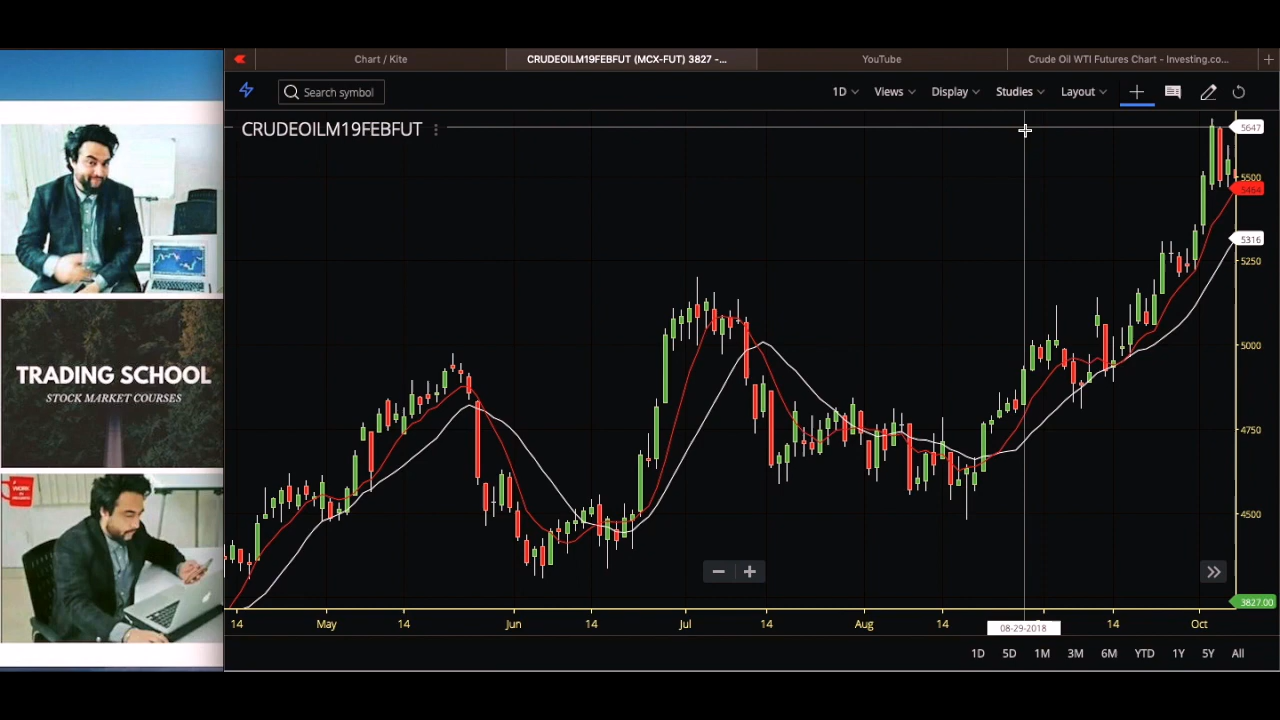 Chart / Kite
CRUDEOILM19FEBFUT (MCX-FUT) 3827 -...
YouTube
Crude Oil WTI Futures Chart - Investing.co...
Search symbol
1D
Views
Display
Studies
Layout
CRUDEOILM19FEBFUT
5647
5500
5464
5316
5250
5000
4750
4500
3827.00
TRADING SCHOOL
STOCK MARKET COURSES
14
May
14
Jun
14
Jul
14
Aug
14
08-29-2018
14
Oct
1D
5D
1M
3M
6M
YTD
1Y
5Y
All